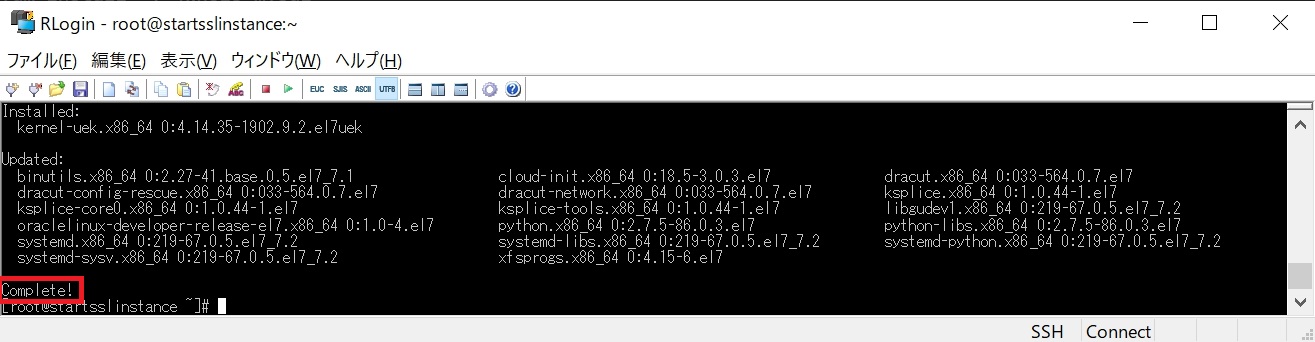 RLogin - root@startsslinstance:~
ファイル(F) 編集(E) 表示(V) ウィンドウ(W) ヘルプ(H)
EUC SJIS ASCII UTF8
Installed:
kernel-uek.x86_64 0:4.14.35-1902.9.2.el7uek
Updated:
binutils.x86_64 0:2.27-41.base.0.5.el7_7.1 cloud-init.x86_64 0:18.5-3.0.3.el7 dracut.x86_64 0:033-564.0.7.el7
dracut-config-rescue.x86_64 0:033-564.0.7.el7 dracut-network.x86_64 0:033-564.0.7.el7 ksplice.x86_64 0:1.0.44-1.el7
ksplice-core0.x86_64 0:1.0.44-1.el7 ksplice-tools.x86_64 0:1.0.44-1.el7 libgudev1.x86_64 0:219-67.0.5.el7_7.2
oraclelinux-developer-release-el7.x86_64 0:1.0-4.el7 python.x86_64 0:2.7.5-86.0.3.el7 python-libs.x86_64 0:2.7.5-86.0.3.el7
systemd.x86_64 0:219-67.0.5.el7_7.2 systemd-libs.x86_64 0:219-67.0.5.el7_7.2 systemd-python.x86_64 0:219-67.0.5.el7_7.2
systemd-sysv.x86_64 0:219-67.0.5.el7_7.2 xfsprogs.x86_64 0:4.15-6.el7
Complete!
[root@startsslinstance ~]#
SSH Connect